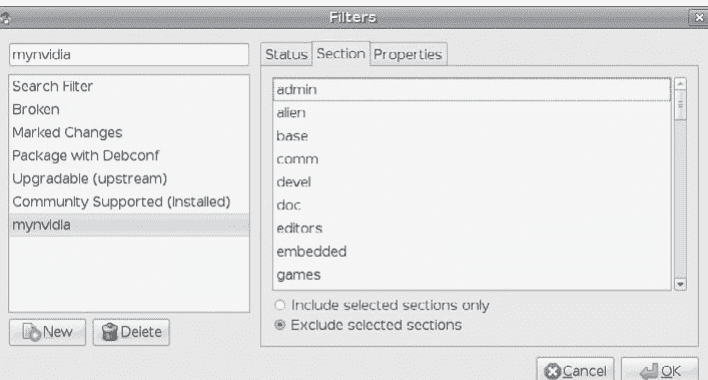 Filters
mynvidia
Search Filter
Broken
Marked Changes
Package with Debconf
Upgradable (upstream)
Community Supported (installed)
mynvidia
New
Delete
Status
Section
Properties
admin
alien
base
comm
devel
doc
editors
embedded
games
Include selected sections only
Exclude selected sections
Cancel
OK